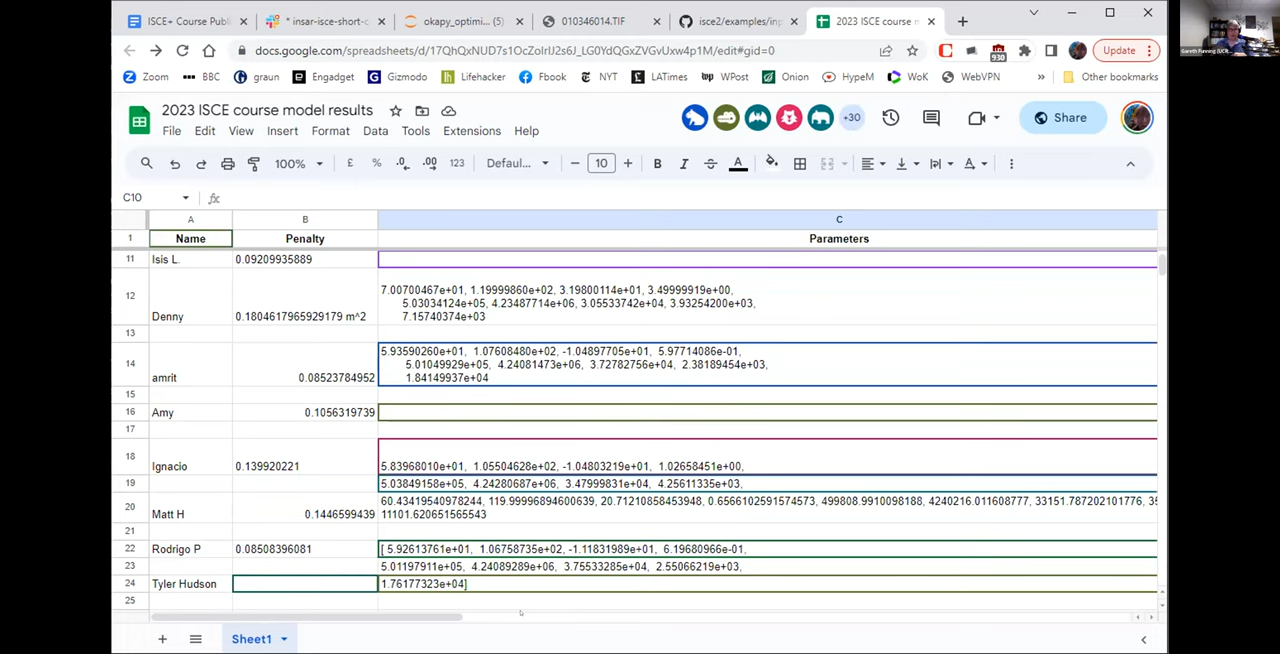 ISCE+ Course Publ
* insar-isce-short-c
okapy_optimi... (5)
010346014.TIF
isce2/examples/inp
2023 ISCE course m
docs.google.com/spreadsheets/d/17QhQxNUD7s1OcZolrU2s6J_LG0YdQGxZVGvUxw4p1M/edit#gid=0
930
Update
Zoom
BBC
graun
Engadget
Gizmodo
Lifehacker
Fbook
NYT
LATimes
WPost
Onion
HypeM
WoK
WebVPN
Other bookmarks
Gareth Funning (UCR...
2023 ISCE course model results
File Edit View Insert Format Data Tools Extensions Help
+30
Share
100% £ % .0 .00 123 Defaul... 10 B I A
C10 fx
A B C
1 Name Penalty Parameters
11 Isis L. 0.09209935889
7.00700467e+01, 1.19999860e+02, 3.19800114e+01, 3.49999919e+00,
12 5.03034124e+05, 4.23487714e+06, 3.05533742e+04, 3.93254200e+03,
Denny 0.1804617965929179 m^2 7.15740374e+03
13
5.93590260e+01, 1.07608480e+02, -1.04897705e+01, 5.97714086e-01,
14 5.01049929e+05, 4.24081473e+06, 3.72782756e+04, 2.38189454e+03,
amrit 0.08523784952 1.84149937e+04
15
16 Amy 0.1056319739
17
18
Ignacio 0.139920221 5.83968010e+01, 1.05504628e+02, -1.04803219e+01, 1.02658451e+00,
19 5.03849158e+05, 4.24280687e+06, 3.47999831e+04, 4.25611335e+03,
20 60.43419540978244, 119.99996894600639, 20.71210858453948, 0.6566102591574573, 499808.9910098188, 4240216.011608777, 33151.787202101776, 35
Matt H 0.1446599439 11101.620651565543
21
22 Rodrigo P 0.08508396081 [ 5.92613761e+01, 1.06758735e+02, -1.11831989e+01, 6.19680966e-01,
23 5.01197911e+05, 4.24089289e+06, 3.75533285e+04, 2.55066219e+03,
24 Tyler Hudson 1.76177323e+04]
25
Sheet1